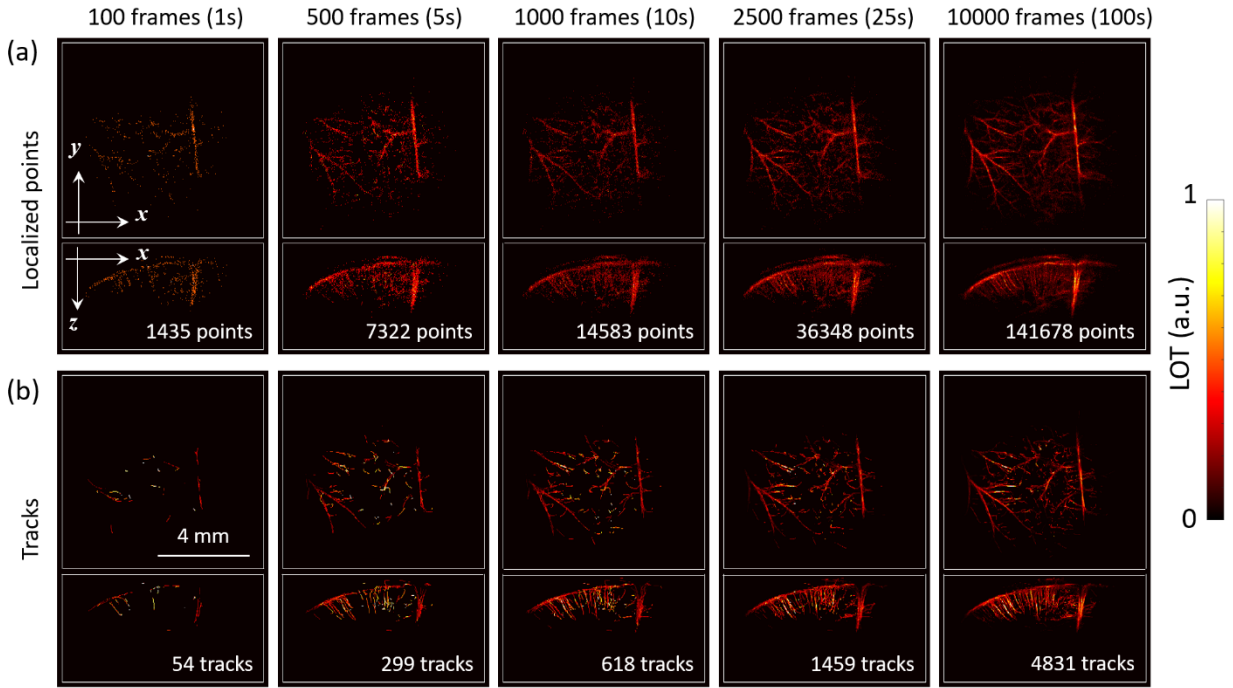 100 frames (1s) 500 frames (5s) 1000 frames (10s) 2500 frames (25s) 10000 frames (100s)
(a)
Localized points
y
x
x
z
1435 points 7322 points 14583 points 36348 points 141678 points
1
LOT (a.u.)
0
(b)
Tracks
4 mm
54 tracks 299 tracks 618 tracks 1459 tracks 4831 tracks